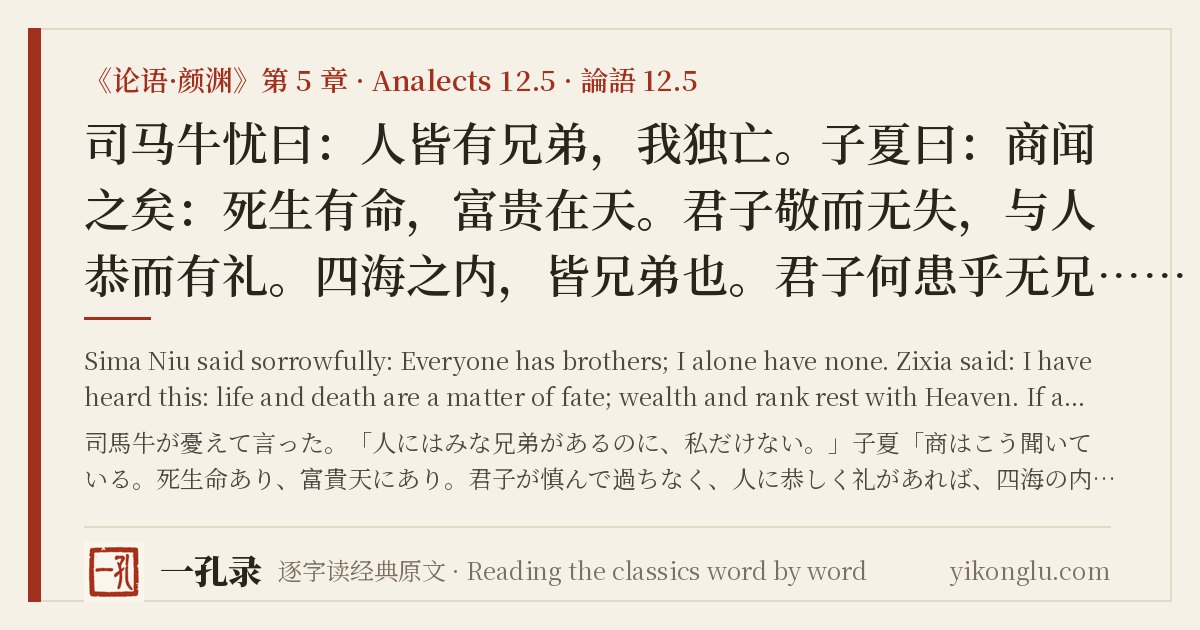 《论语·颜渊》第 5 章 · Analects 12.5 · 論語 12.5
司马牛忧曰：人皆有兄弟，我独亡。子夏曰：商闻
之矣：死生有命，富贵在天。君子敬而无失，与人
恭而有礼。四海之内，皆兄弟也。君子何患乎无兄……
Sima Niu said sorrowfully: Everyone has brothers; I alone have none. Zixia said: I have
heard this: life and death are a matter of fate; wealth and rank rest with Heaven. If a...
司馬牛が憂えて言った。「人にはみな兄弟があるのに、私だけない。」子夏「商はこう聞いて
いる。死生命あり、富貴天にあり。君子が慎んで過ちなく、人に恭しく礼があれば、四海の内…
一孔
一孔录 逐字读经典原文 · Reading the classics word by word yikonglu.com